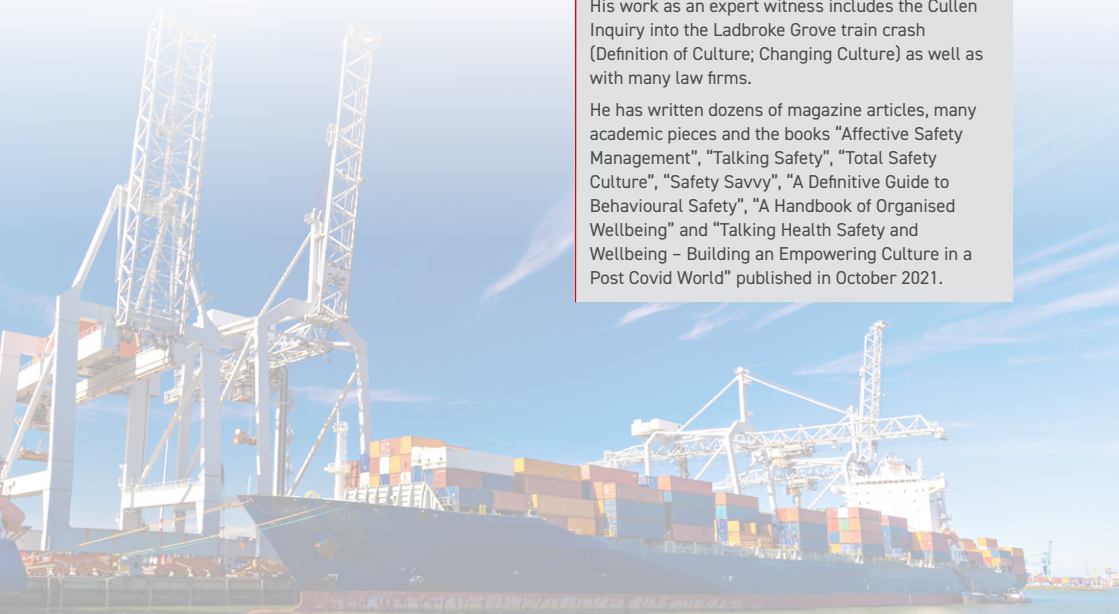 His work as an expert witness includes the Cullen
Inquiry into the Ladbroke Grove train crash
(Definition of Culture; Changing Culture) as well as
with many law firms.
He has written dozens of magazine articles, many
academic pieces and the books “Affective Safety
Management”, “Talking Safety”, “Total Safety
Culture”, “Safety Savvy”, “A Definitive Guide to
Behavioural Safety”, “A Handbook of Organised
Wellbeing” and “Talking Health Safety and
Wellbeing – Building an Empowering Culture in a
Post Covid World” published in October 2021.